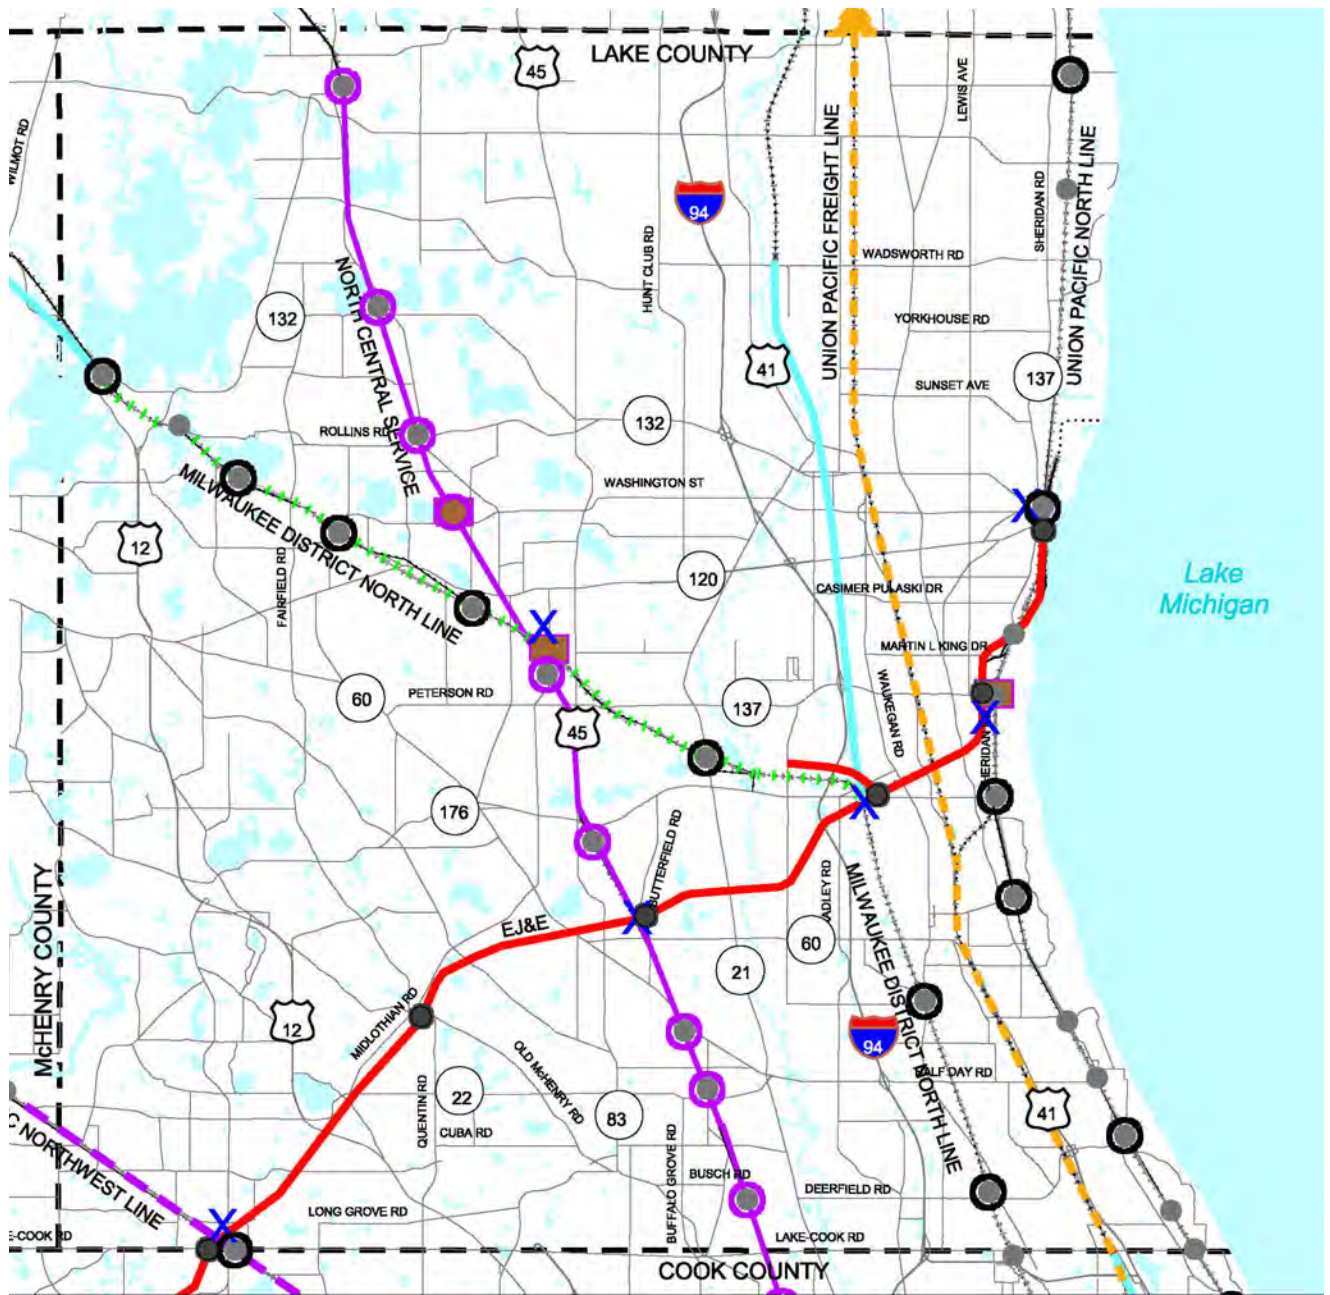 LAKE COUNTY
45
LEWIS AVE
WILMOT RD
94
UNION PACIFIC FREIGHT LINE
UNION PACIFIC NORTH LINE
SHERIDAN RD
HUNT CLUB RD
WADSWORTH RD
NORTH CENTRAL SERVICE
132
YORKHOUSE RD
41
137
SUNSET AVE
132
ROLLINS RD
WASHINGTON ST
MILWAUKEE DISTRICT NORTH LINE
X
12
120
FAIRFIELD RD
CASIMER PULASKI DR
Lake
Michigan
X
MARTIN L KING DR
60
PETERSON RD
137
WAUKEGAN RD
X
45
SHERIDAN
176
X
BUTTERFIELD RD
McHENRY COUNTY
EJ&E
X
ADLEY RD
MILWAUKEE DISTRICT NORTH LINE
60
21
12
MIDLOTHIAN RD
94
OLD McHENRY RD
ALF DAY RD
22
QUENTIN RD
83
41
CUBA RD
C NORTHWEST LINE
BUFFALO GROVE RD
BUSCH RD
DEERFIELD RD
LONG GROVE RD
X
E-COOK RD
LAKE-COOK RD
COOK COUNTY